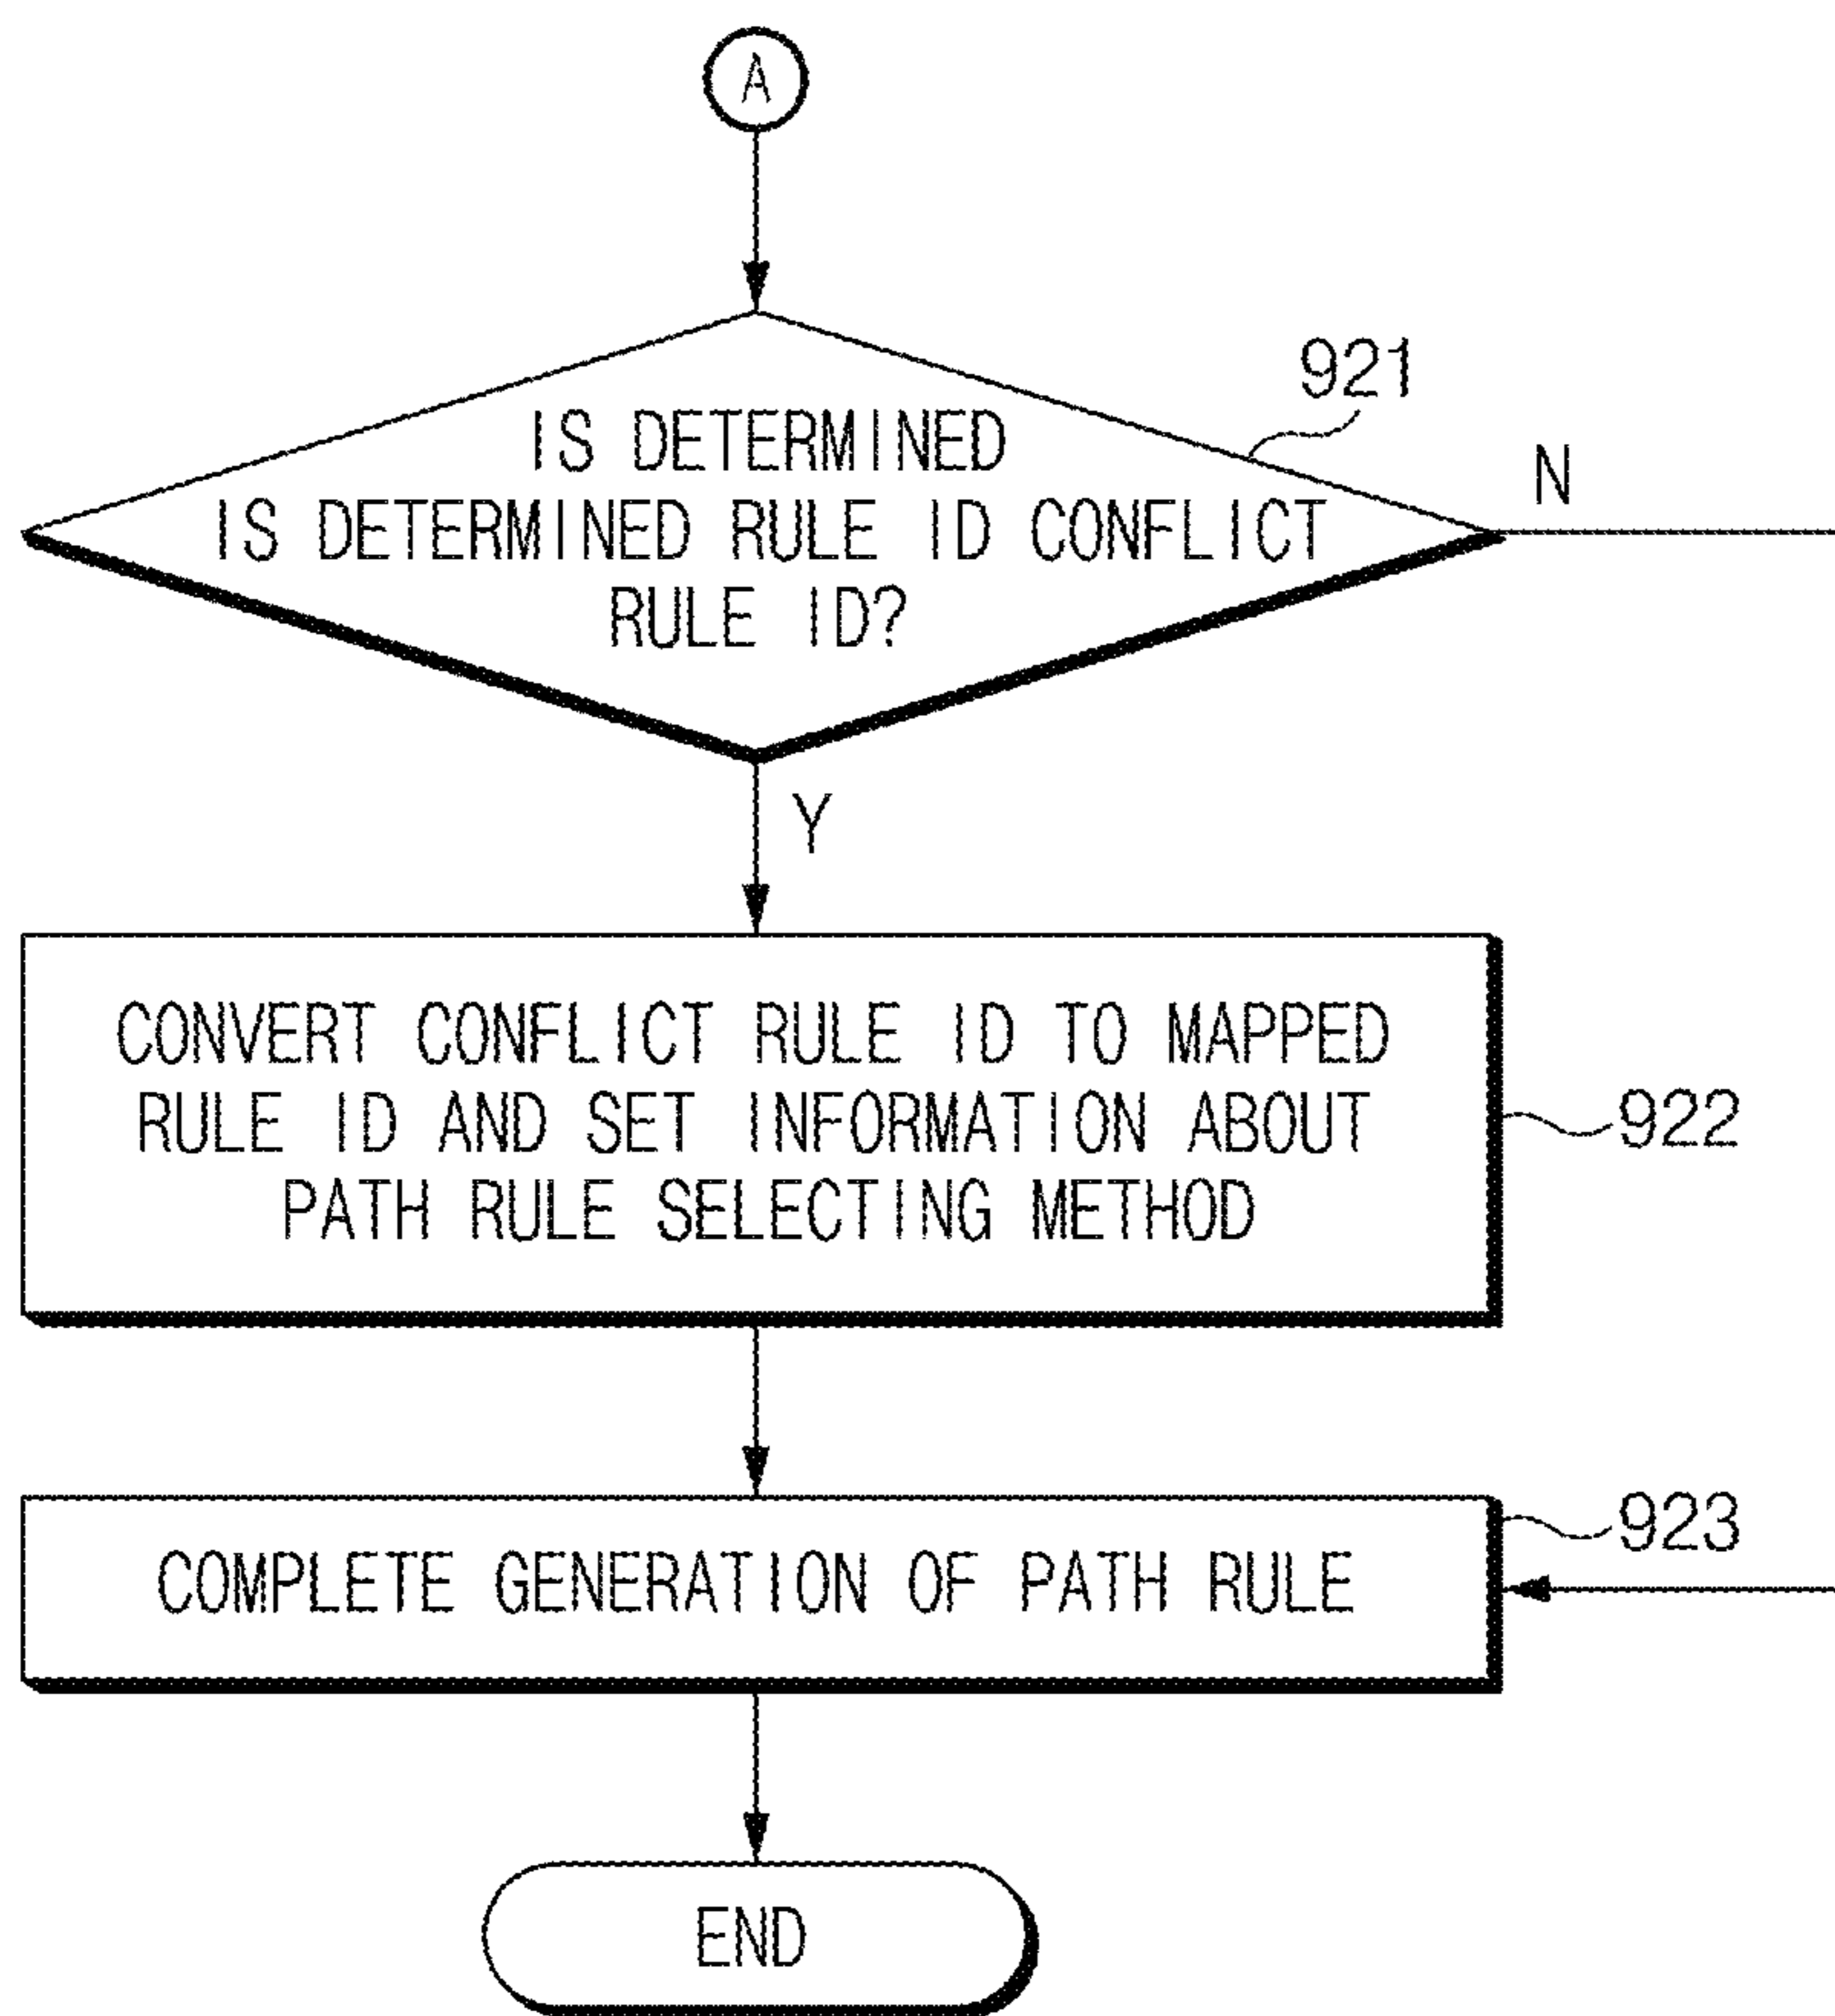 A
921
IS DETERMINED
N
IS DETERMINED RULE ID CONFLICT
RULE ID?
Y
CONVERT CONFLICT RULE ID TO MAPPED
RULE ID AND SET INFORMATION ABOUT
PATH RULE SELECTING METHOD
922
923
COMPLETE GENERATION OF PATH RULE
END